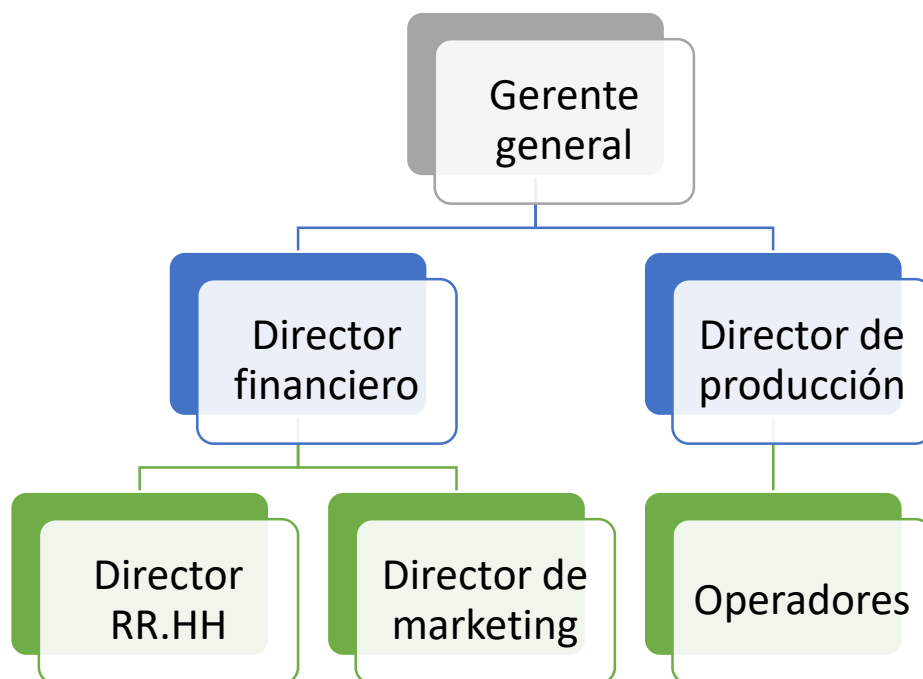 Gerente
general
Director
financiero
Director de
producción
Director
RR.HH
Director de
marketing
Operadores